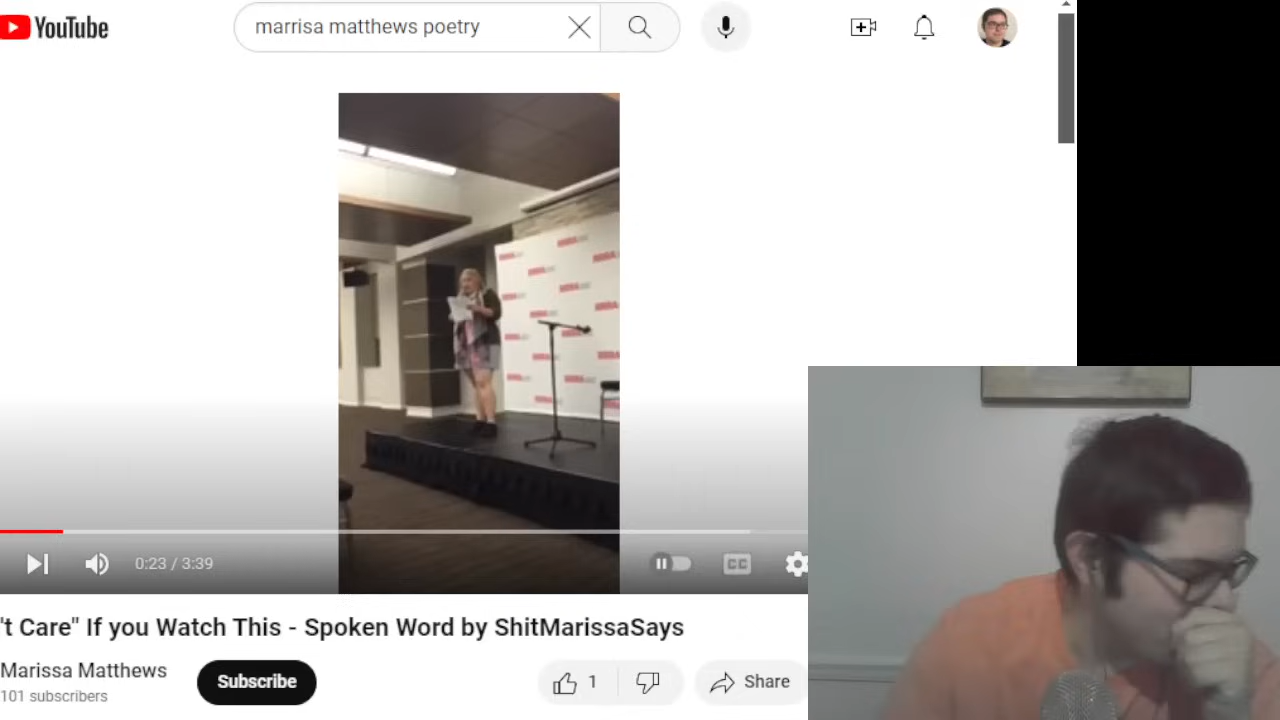 YouTube
marrisa matthews poetry
0:23 / 3:39
CC
't Care" If you Watch This - Spoken Word by ShitMarissaSays
Marissa Matthews
101 subscribers
Subscribe
1
Share